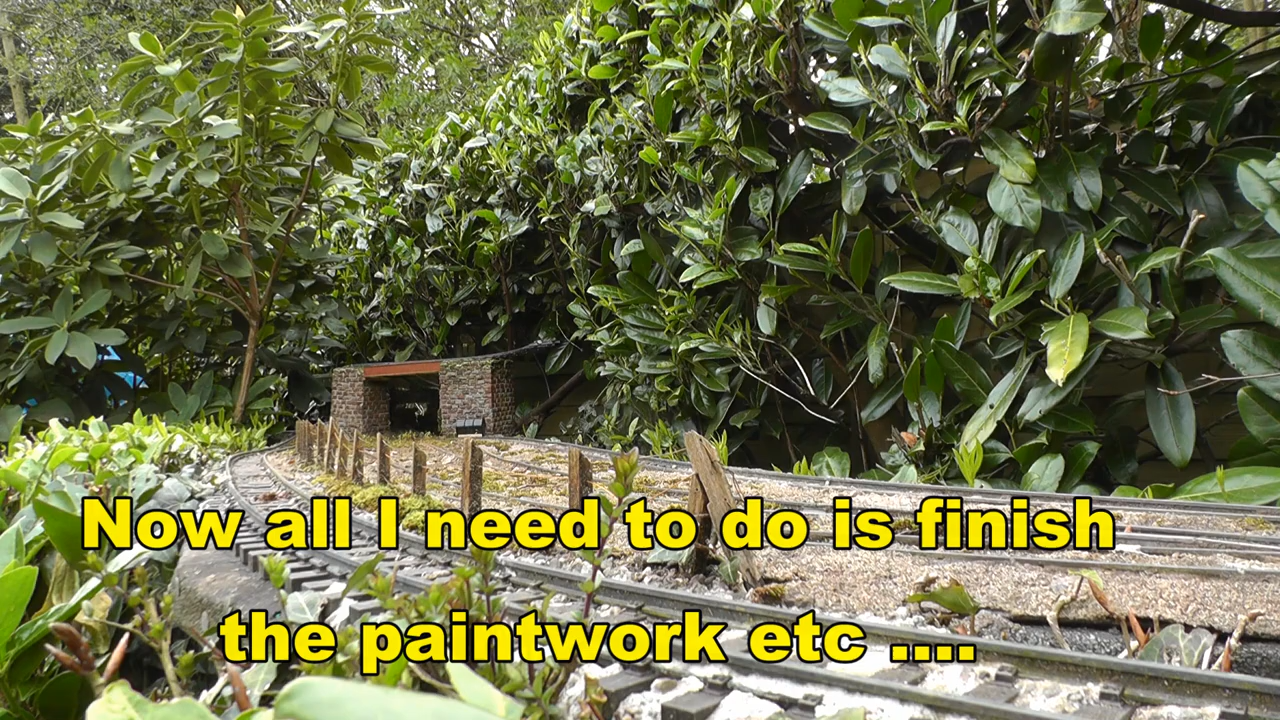 Now all I need to do is finish
the paintwork etc ....